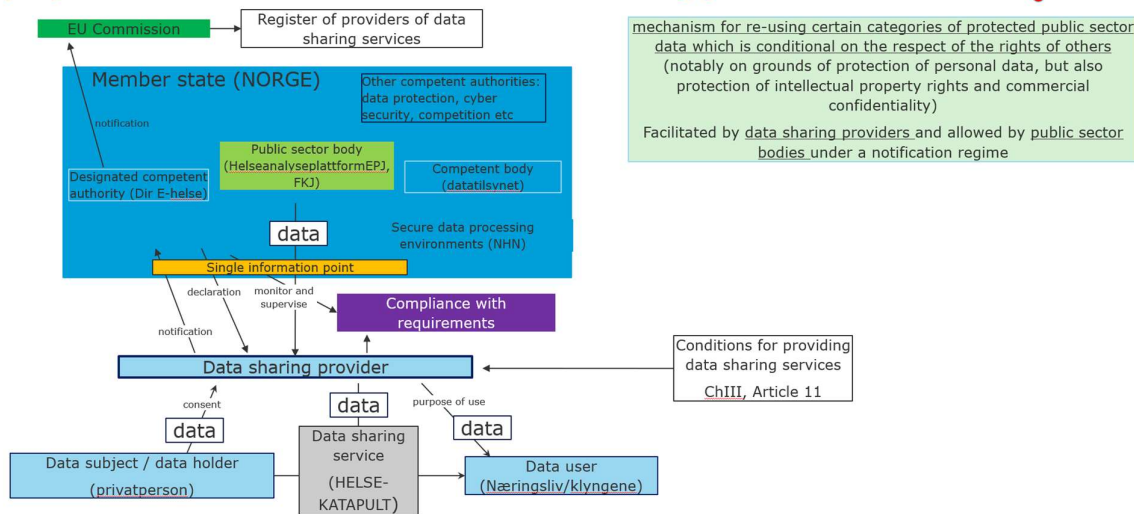 EU Commission
Register of providers of data
sharing services
mechanism for re-using certain categories of protected public sector
data which is conditional on the respect of the rights of others
(notably on grounds of protection of personal data, but also
protection of intellectual property rights and commercial
confidentiality)
Facilitated by data sharing providers and allowed by public sector
bodies under a notification regime
Member state (NORGE)
Other competent authorities:
data protection, cyber
security, competition etc
notification
Public sector body
(HelseanalyseplattformEPJ,
FKJ)
Designated competent
authority (Dir E-helse)
Competent body
(datatilsynet)
data
Secure data processing
environments (NHN)
Single information point
declaration
monitor and
supervise
Compliance with
requirements
notification
Conditions for providing
data sharing services
ChIII, Article 11
Data sharing provider
consent
data
purpose of use
data
data
Data sharing
service
(HELSE-
KATAPULT)
Data subject / data holder
(privatperson)
Data user
(Næringsliv/klyngene)